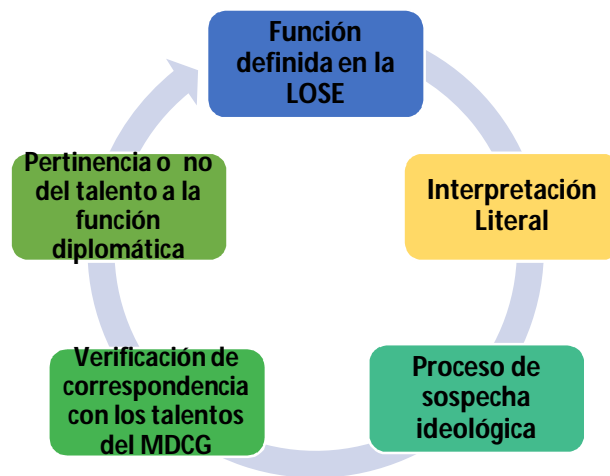 Función
definida en la
LOSE
Interpretación
Literal
Proceso de
sospecha
ideológica
Verificación de
correspondencia
con los talentos
del MDCG
Pertinencia o no
del talento a la
función
diplomática